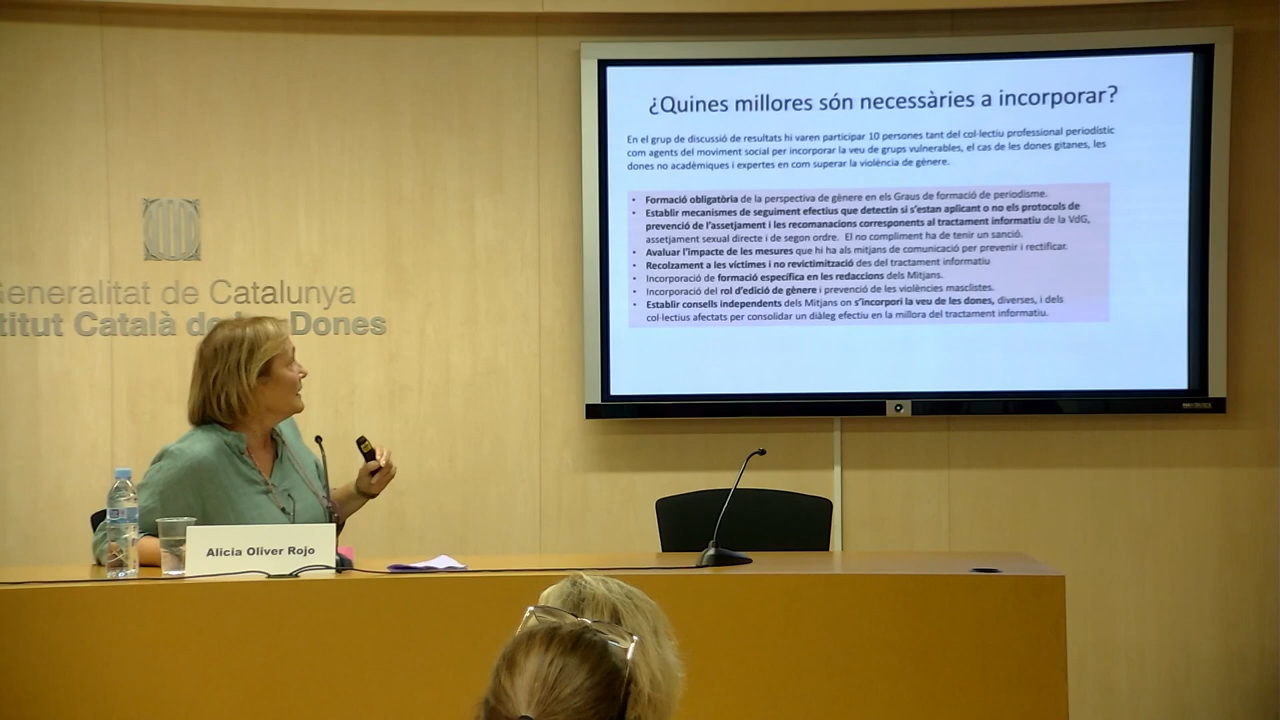 ¿Quines millores són necessàries a incorporar?
En el grup de discussió de resultats hi varen participar 10 persones tant del col·lectiu professional periodístic
com agents del moviment social per incorporar la veu de grups vulnerables, el cas de les dones gitanes, les
dones no acadèmiques i expertes en com superar la violència de gènere.
• Formació obligatòria de la perspectiva de gènere en els Graus de formació de periodisme.
• Establir mecanismes de seguiment efectius que detectin si s'estan aplicant o no els protocols de
prevenció de l'assetjament i les recomanacions corresponents al tractament informatiu de la VdG,
assetjament sexual directe i de segon ordre. El no compliment ha de tenir un sanció.
• Avaluar l'impacte de les mesures que hi ha als mitjans de comunicació per prevenir i rectificar.
• Recolzament a les víctimes i no revictimització des del tractament informatiu
• Incorporació de formació específica en les redaccions dels Mitjans.
• Incorporació del rol d'edició de gènere i prevenció de les violències masclistes.
• Establir consells independents dels Mitjans on s'incorpori la veu de les dones, diverses, i dels
col·lectius afectats per consolidar un diàleg efectiu en la millora del tractament informatiu.
Generalitat de Catalunya
titut Català de Dones
Alicia Oliver Rojo